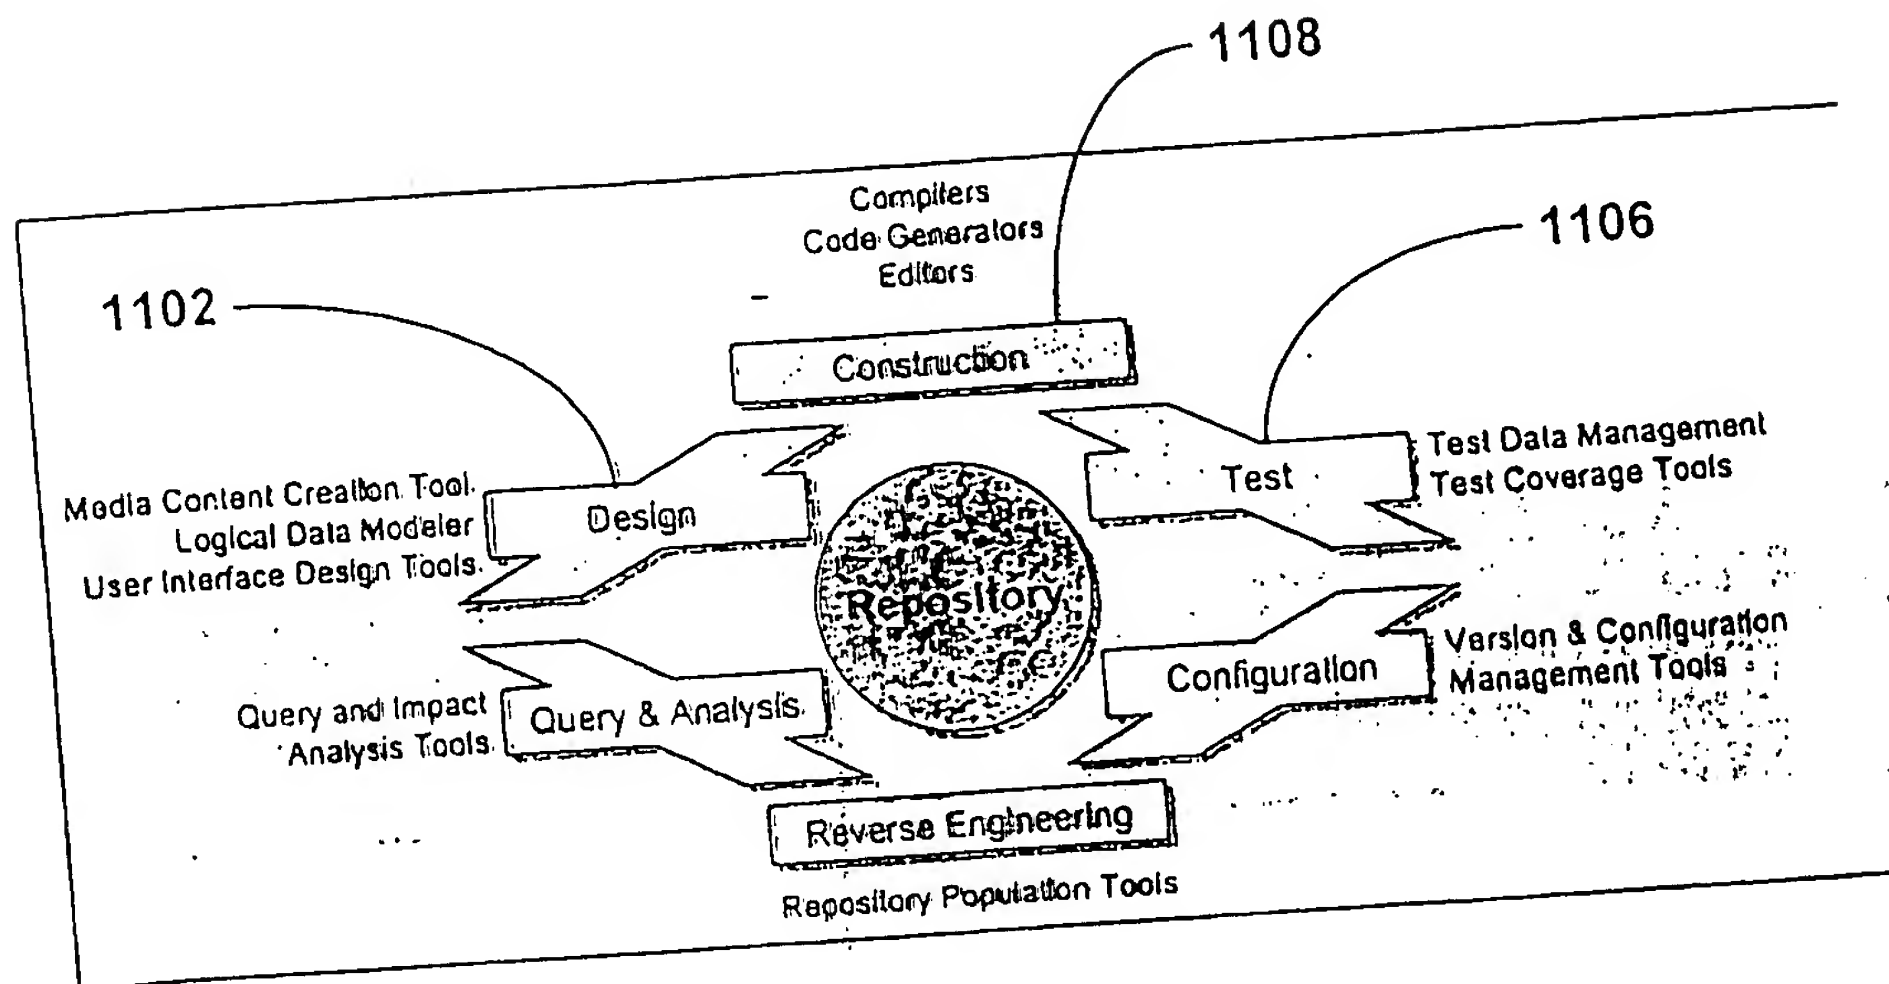 1108
1106
1102
Compilers
Code Generators
Editors
Construction
Media Content Creation Tool.
Logical Data Modeler
User Interface Design Tools.
Design
Test
Test Data Management
Test Coverage Tools
Repository
Query and Impact
Analysis Tools.
Query & Analysis
Configuration
Version & Configuration
Management Tools
Reverse Engineering
Repository Population Tools